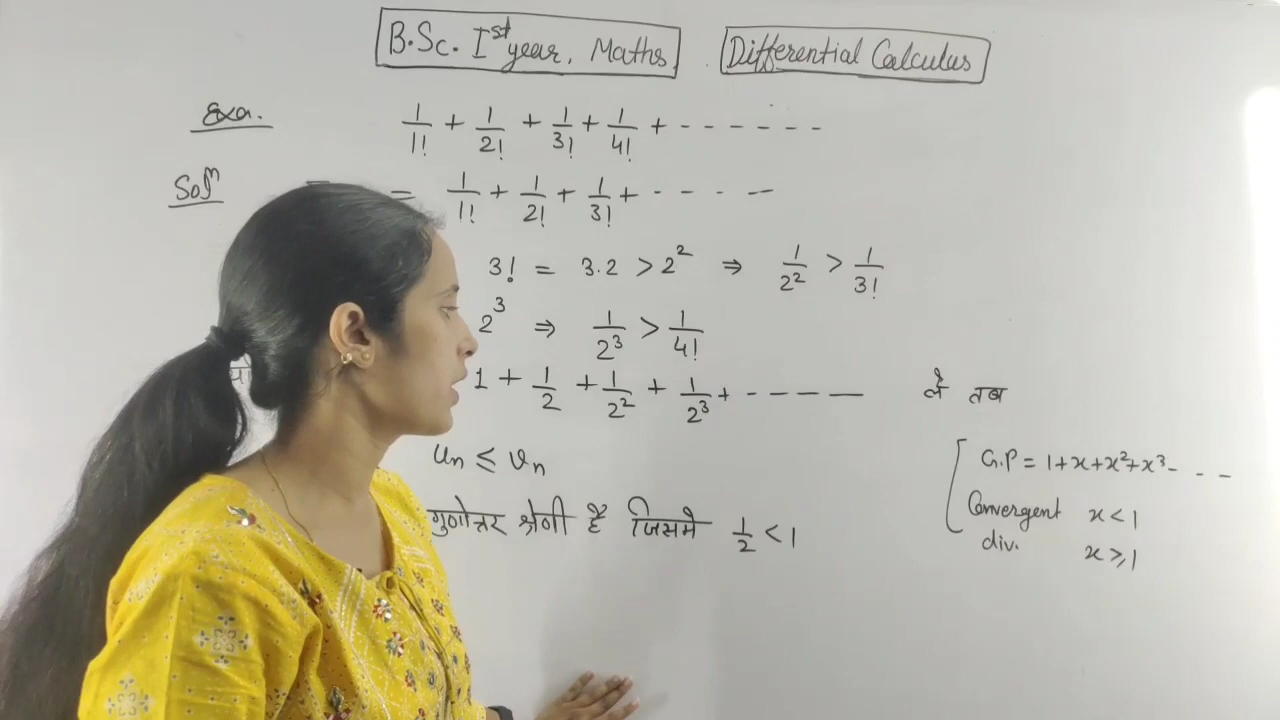 B.Sc. Ist year, Maths Differential Calculus
Exa. 1/1! + 1/2! + 1/3! + 1/4! + ------
Solⁿ = 1/1! + 1/2! + 1/3! + ----
3! = 3.2 > 2² ⇒ 1/2² > 1/3!
2³ ⇒ 1/2³ > 1/4!
1 + 1/2 + 1/2² + 1/2³ + ----- ले तब
uₙ ≤ vₙ
गुणोत्तर श्रेणी है जिसमे 1/2 < 1
G.P = 1+x+x²+x³- - -
Convergent x < 1
div. x ≥ 1